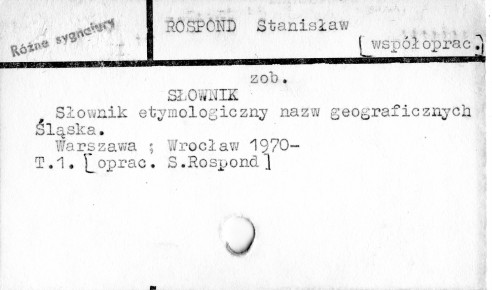 Różne sygnatury
ROSPOND Stanisław
[współoprac.]
zob.
SŁOWNIK
Słownik etymologiczny nazw geograficznych
Śląska.
Warszawa ; Wrocław 1970-
T.1. [oprac. S.Rospond]